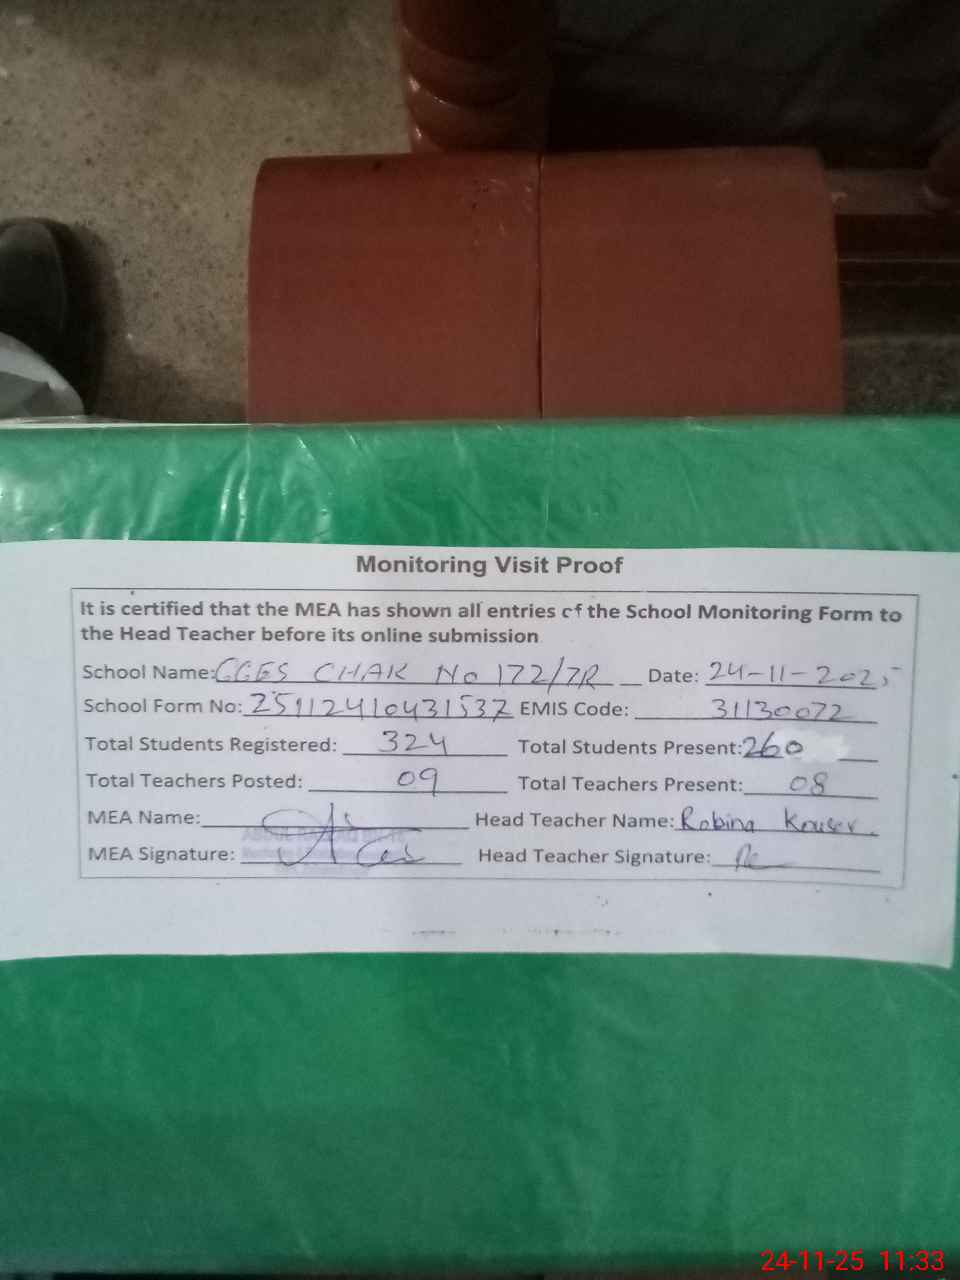 Monitoring Visit Proof
It is certified that the MEA has shown all entries of the School Monitoring Form to
the Head Teacher before its online submission
School Name: GGES CHAK No 172/7R Date: 24-11-2025
School Form No: 25112410431537 EMIS Code: 31130072
Total Students Registered: 324 Total Students Present: 260
Total Teachers Posted: 09 Total Teachers Present: 08
MEA Name: Head Teacher Name: Robina Kouser.
MEA Signature: Head Teacher Signature:
24-11-25 11:33